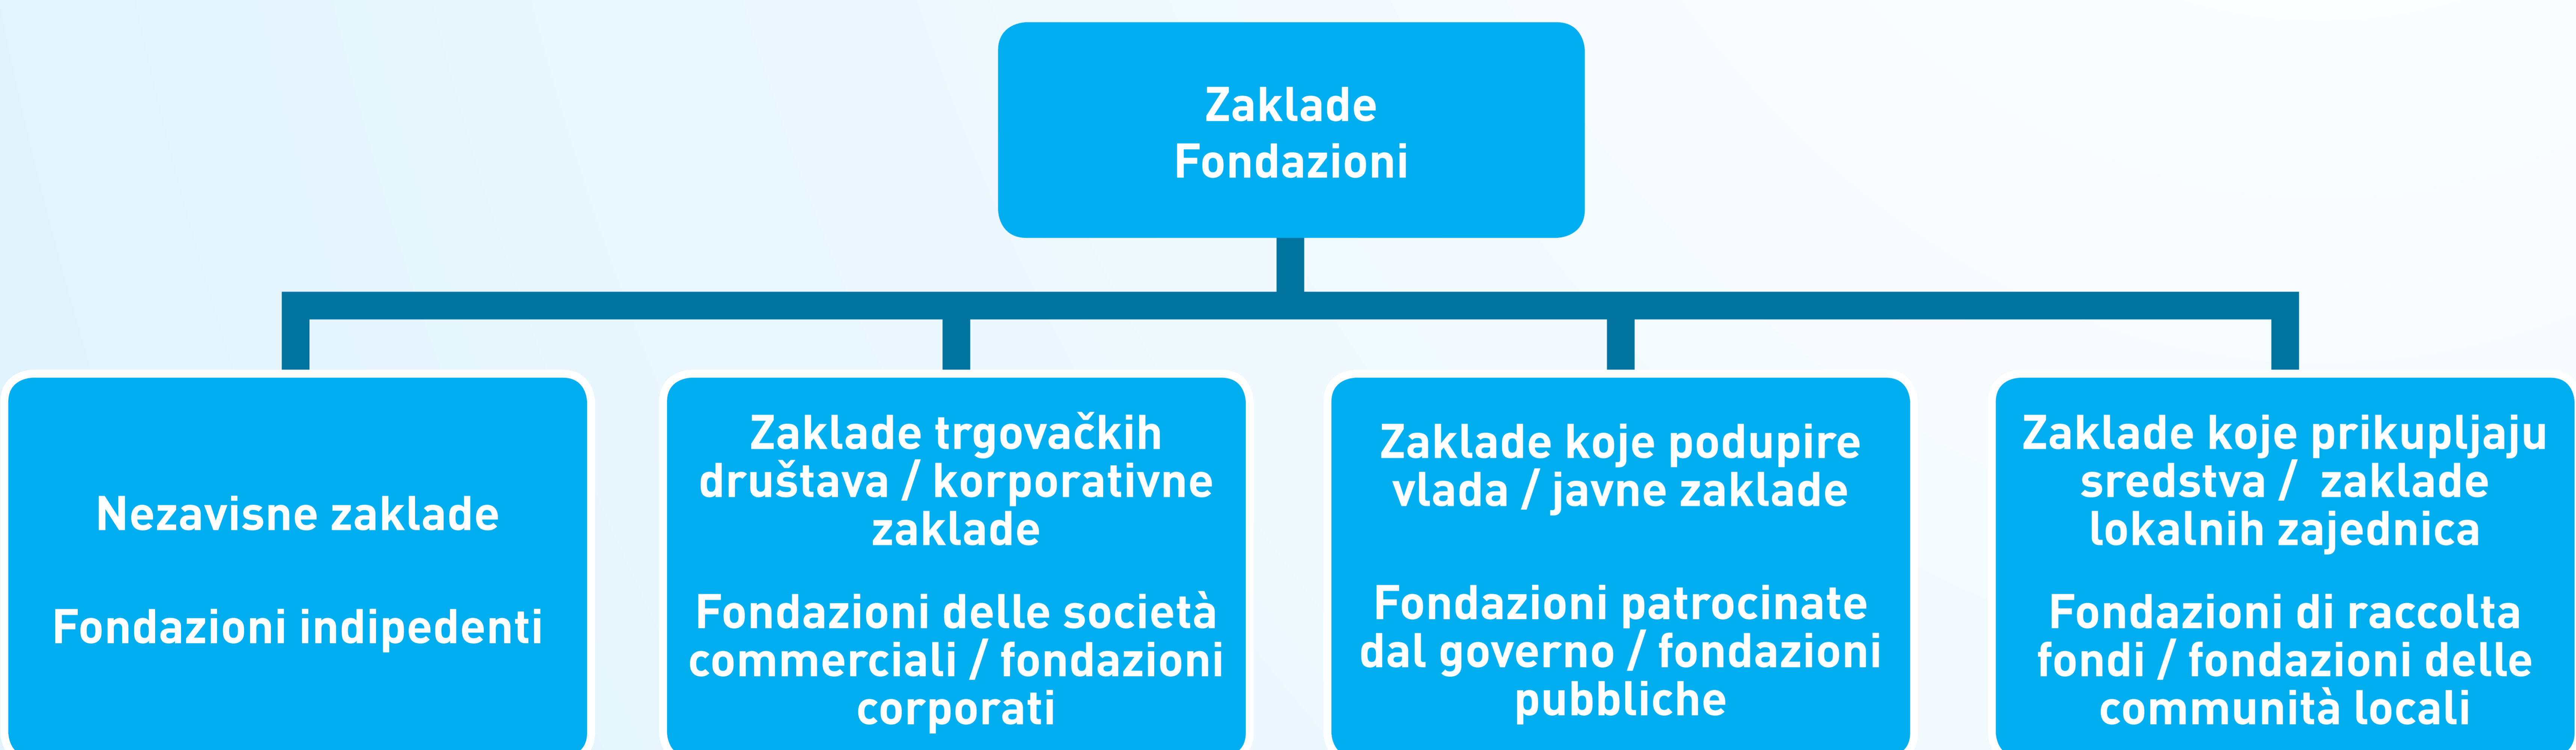 Zaklade
Fondazioni
Nezavisne zaklade
Fondazioni indipedenti
Zaklade trgovačkih
društava / korporativne
zaklade
Fondazioni delle società
commerciali / fondazioni
corporati
Zaklade koje podupire
vlada / javne zaklade
Fondazioni patrocinate
dal governo / fondazioni
pubbliche
Zaklade koje prikupljaju
sredstva / zaklade
lokalnih zajednica
Fondazioni di raccolta
fondi / fondazioni delle
communità locali